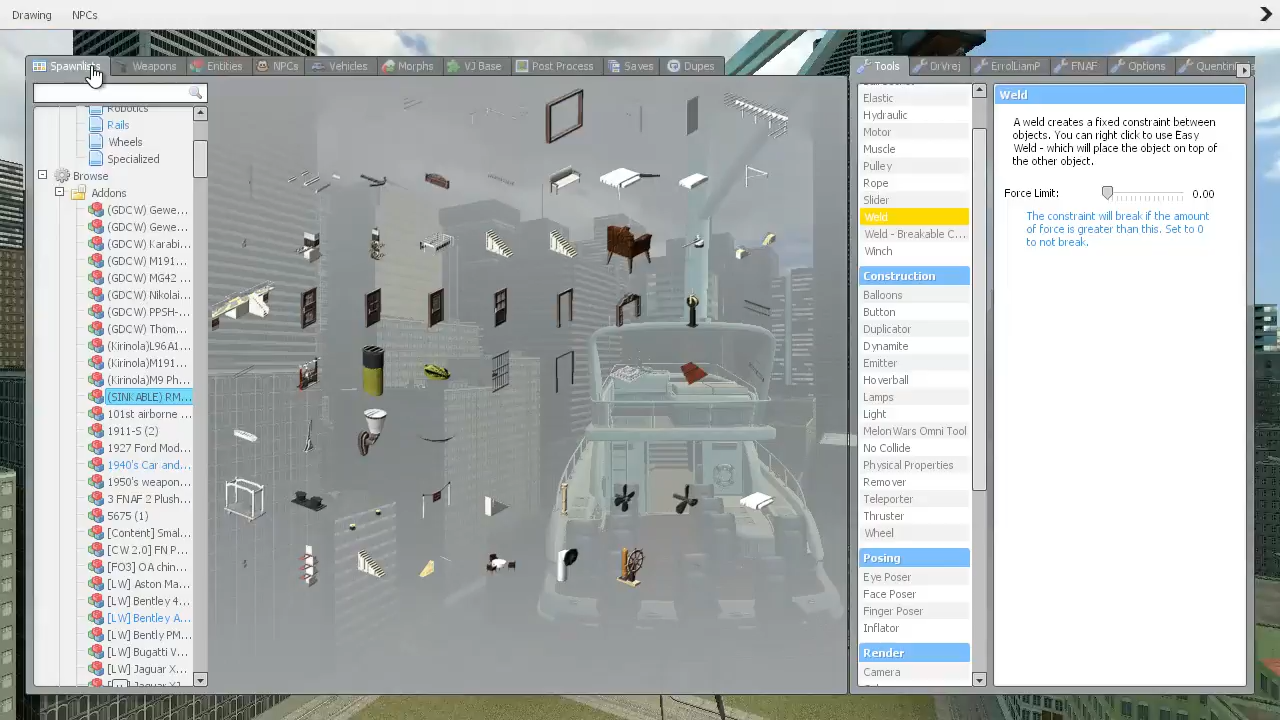 Drawing NPCs
Spawnlists Weapons Entities NPCs Vehicles Morphs VJ Base Post Process Saves Dupes
Robotics
Rails
Wheels
Specialized
Browse
Addons
(GDCW) Gewe...
(GDCW) Gewe...
(GDCW) Karabi...
(GDCW) M191...
(GDCW) MG42 ...
(GDCW) Nikolai...
(GDCW) PPSH-...
(GDCW) Thom...
(Kirinola)L96A1...
(Kirinola)M191...
(Kirinola)M9 Ph...
(SINKABLE) RM...
101st airborne ...
1911-S (2)
1927 Ford Mod...
1940's Car and...
1950's weapon...
3 FNAF 2 Plush...
5675 (1)
[Content] Smal...
[CW 2.0] FN P...
[FO3] OA Di...
[LW] Aston Ma...
[LW] Bentley 4...
[LW] Bentley A...
[LW] Bently PM...
[LW] Bugatti V...
[LW] Jaguar X...
Tools DrVrej ErrolLiamP FNAF Options Quentin
Elastic
Hydraulic
Motor
Muscle
Pulley
Rope
Slider
Weld
Weld - Breakable C...
Winch
Construction
Balloons
Button
Duplicator
Dynamite
Emitter
Hoverball
Lamps
Light
MelonWars Omni Tool
No Collide
Physical Properties
Remover
Teleporter
Thruster
Wheel
Posing
Eye Poser
Face Poser
Finger Poser
Inflator
Render
Camera
Weld
A weld creates a fixed constraint between
objects. You can right click to use Easy
Weld - which will place the object on top of
the other object.
Force Limit: 0.00
The constraint will break if the amount
of force is greater than this. Set to 0
to not break.